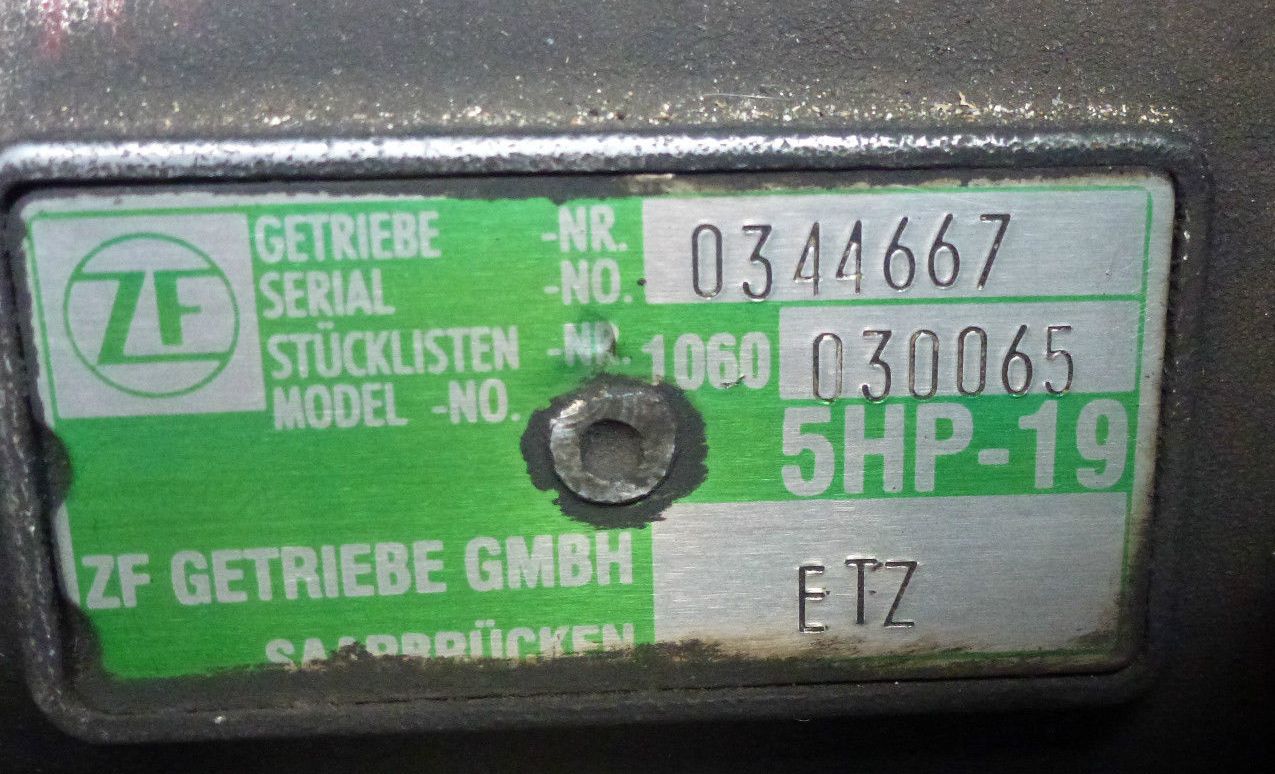 ZF
GETRIEBE -NR. 0344667
SERIAL -NO.
STÜCKLISTEN -NR. 1060 030065
MODEL -NO.
5HP-19
ZF GETRIEBE GMBH
ETZ
SAARBRÜCKEN